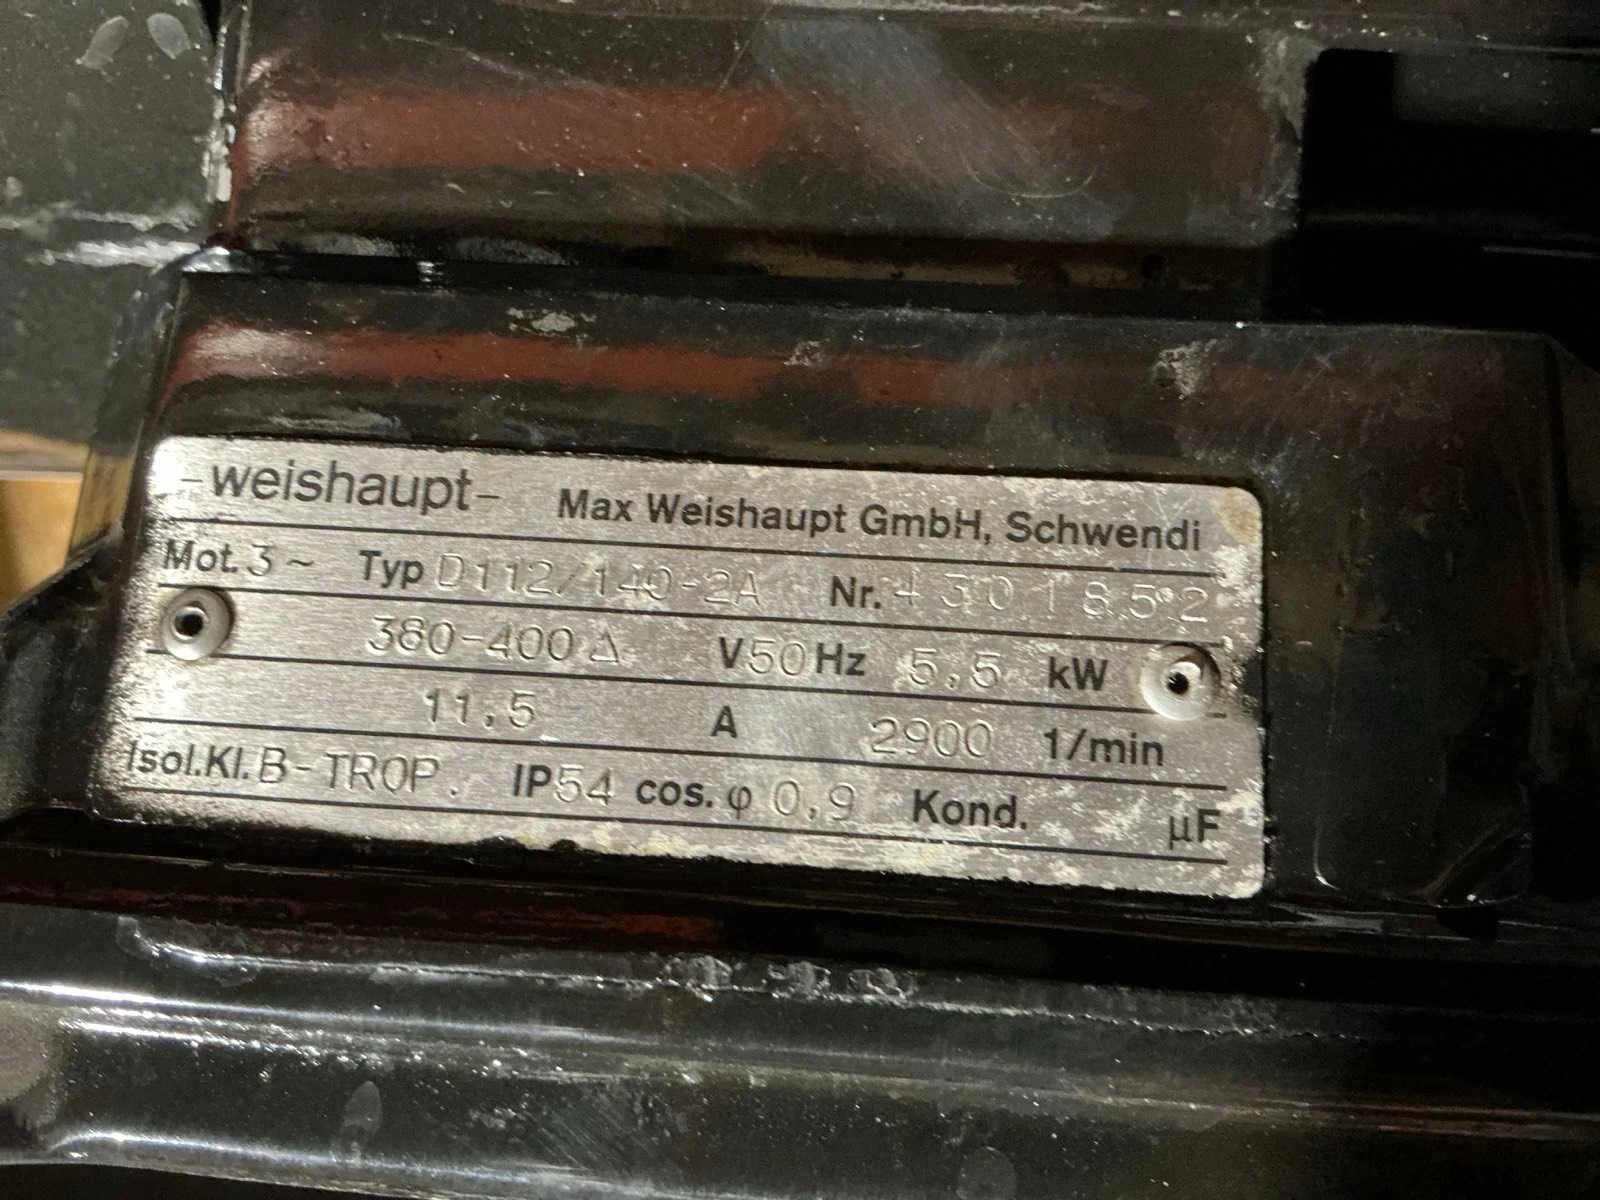 -weishaupt- Max Weishaupt GmbH, Schwendi
Mot. 3~ Typ D112/140-2A Nr. 4301852
380-400 Δ V 50 Hz 5,5 kW
11,5 A 2900 1/min
Isol.Kl. B-TROP. IP54 cos. φ 0,9 Kond. µF